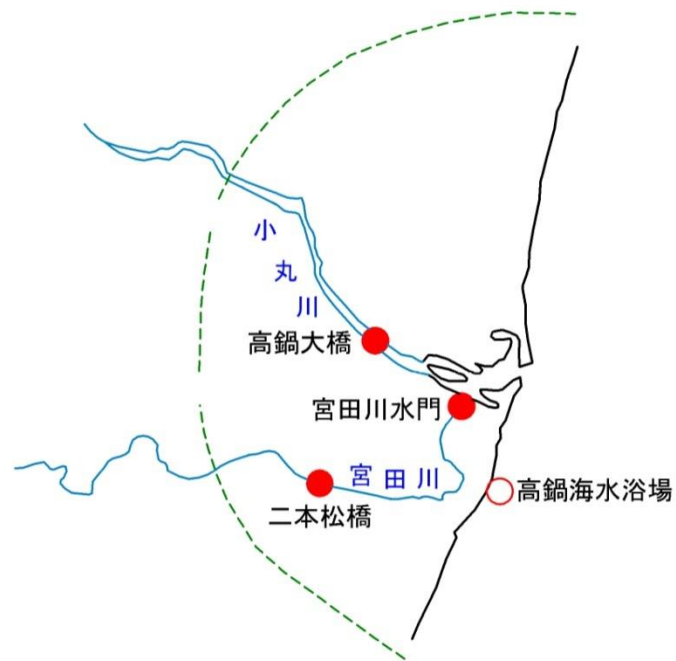 小丸川
高鍋大橋
宮田川水門
宮田川
高鍋海水浴場
二本松橋